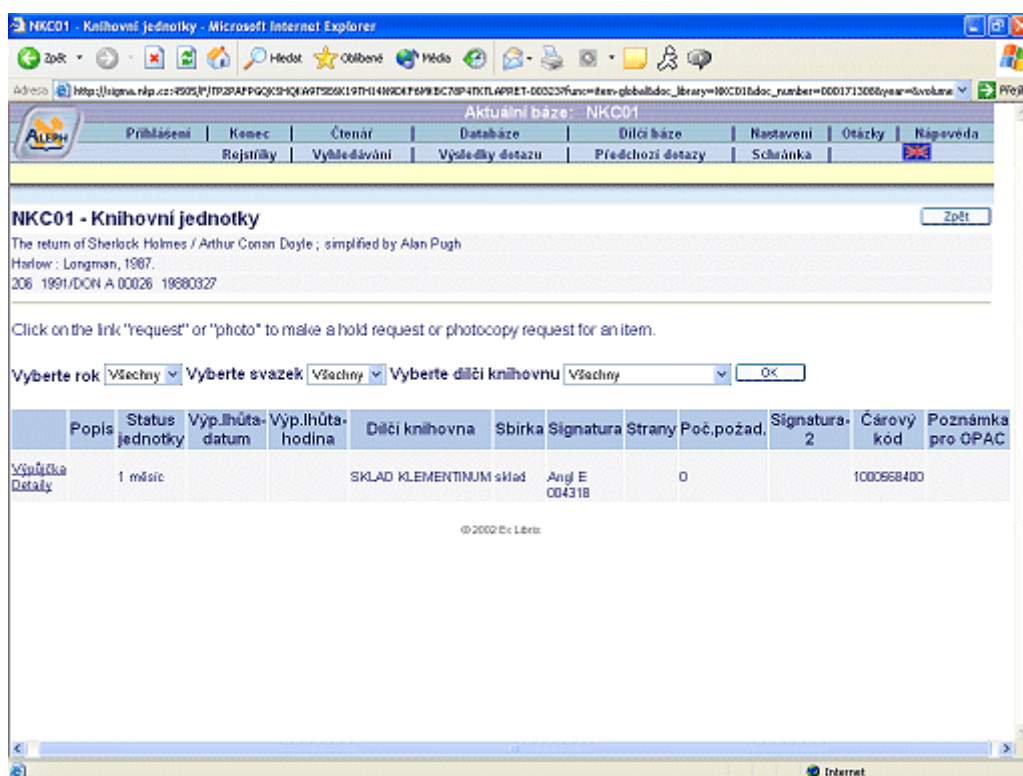 NKC01 - Knihovní jednotky - Microsoft Internet Explorer
Zpět Hledat Oblíbené Média
Adresa Přejít
Aktuální báze: NKC01
ALEPH
Přihlášení | Konec | Čtenář | Databáze | Dílčí báze | Nastavení | Otázky | Nápověda
Rejstříky | Vyhledávání | Výsledky dotazu | Předchozí dotazy | Schránka |
NKC01 - Knihovní jednotky
Zpět
The return of Sherlock Holmes / Arthur Conan Doyle ; simplified by Alan Pugh
Harlow : Longman, 1987.
206 1991/DON A 00026 19880327
Click on the link "request" or "photo" to make a hold request or photocopy request for an item.
Vyberte rok Všechny Vyberte svazek Všechny Vyberte dílčí knihovnu Všechny OK
Popis Status jednotky Výp.lhůta-datum Výp.lhůta-hodina Dílčí knihovna Sbírka Signatura Strany Poč.požad. Signatura-2 Čárový kód Poznámka pro OPAC
Výpůjčka
Detaily
1 měsíc SKLAD KLEMENTINUM sklad Angl E 004318 0 1000568400
© 2002 Ex Libris
Internet